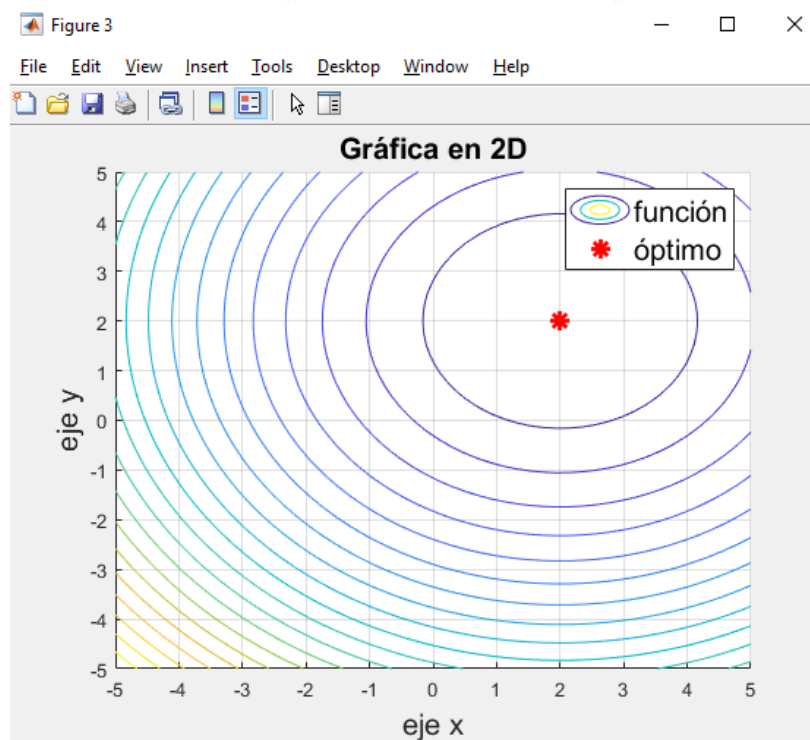 Figure 3
File Edit View Insert Tools Desktop Window Help
Gráfica en 2D
función
óptimo
5
4
3
2
1
0
-1
-2
-3
-4
-5
eje y
-5 -4 -3 -2 -1 0 1 2 3 4 5
eje x